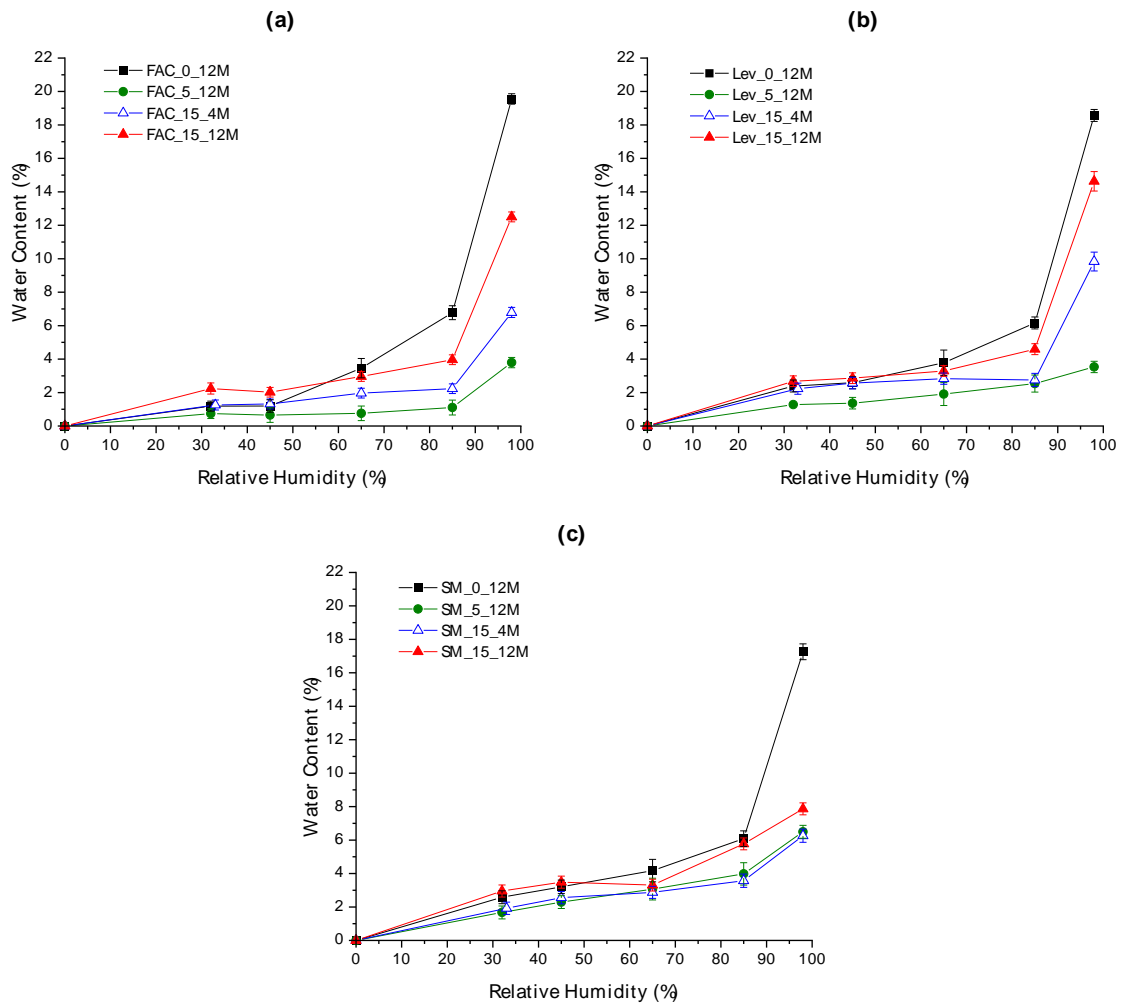 (a)
22
20
18
16
14
12
10
8
6
4
2
0
Water Content (%)
FAC_0_12M
FAC_5_12M
FAC_15_4M
FAC_15_12M
0 10 20 30 40 50 60 70 80 90 100
Relative Humidity (%)
(b)
22
20
18
16
14
12
10
8
6
4
2
0
Water Content (%)
Lev_0_12M
Lev_5_12M
Lev_15_4M
Lev_15_12M
0 10 20 30 40 50 60 70 80 90 100
Relative Humidity (%)
(c)
22
20
18
16
14
12
10
8
6
4
2
0
Water Content (%)
SM_0_12M
SM_5_12M
SM_15_4M
SM_15_12M
0 10 20 30 40 50 60 70 80 90 100
Relative Humidity (%)